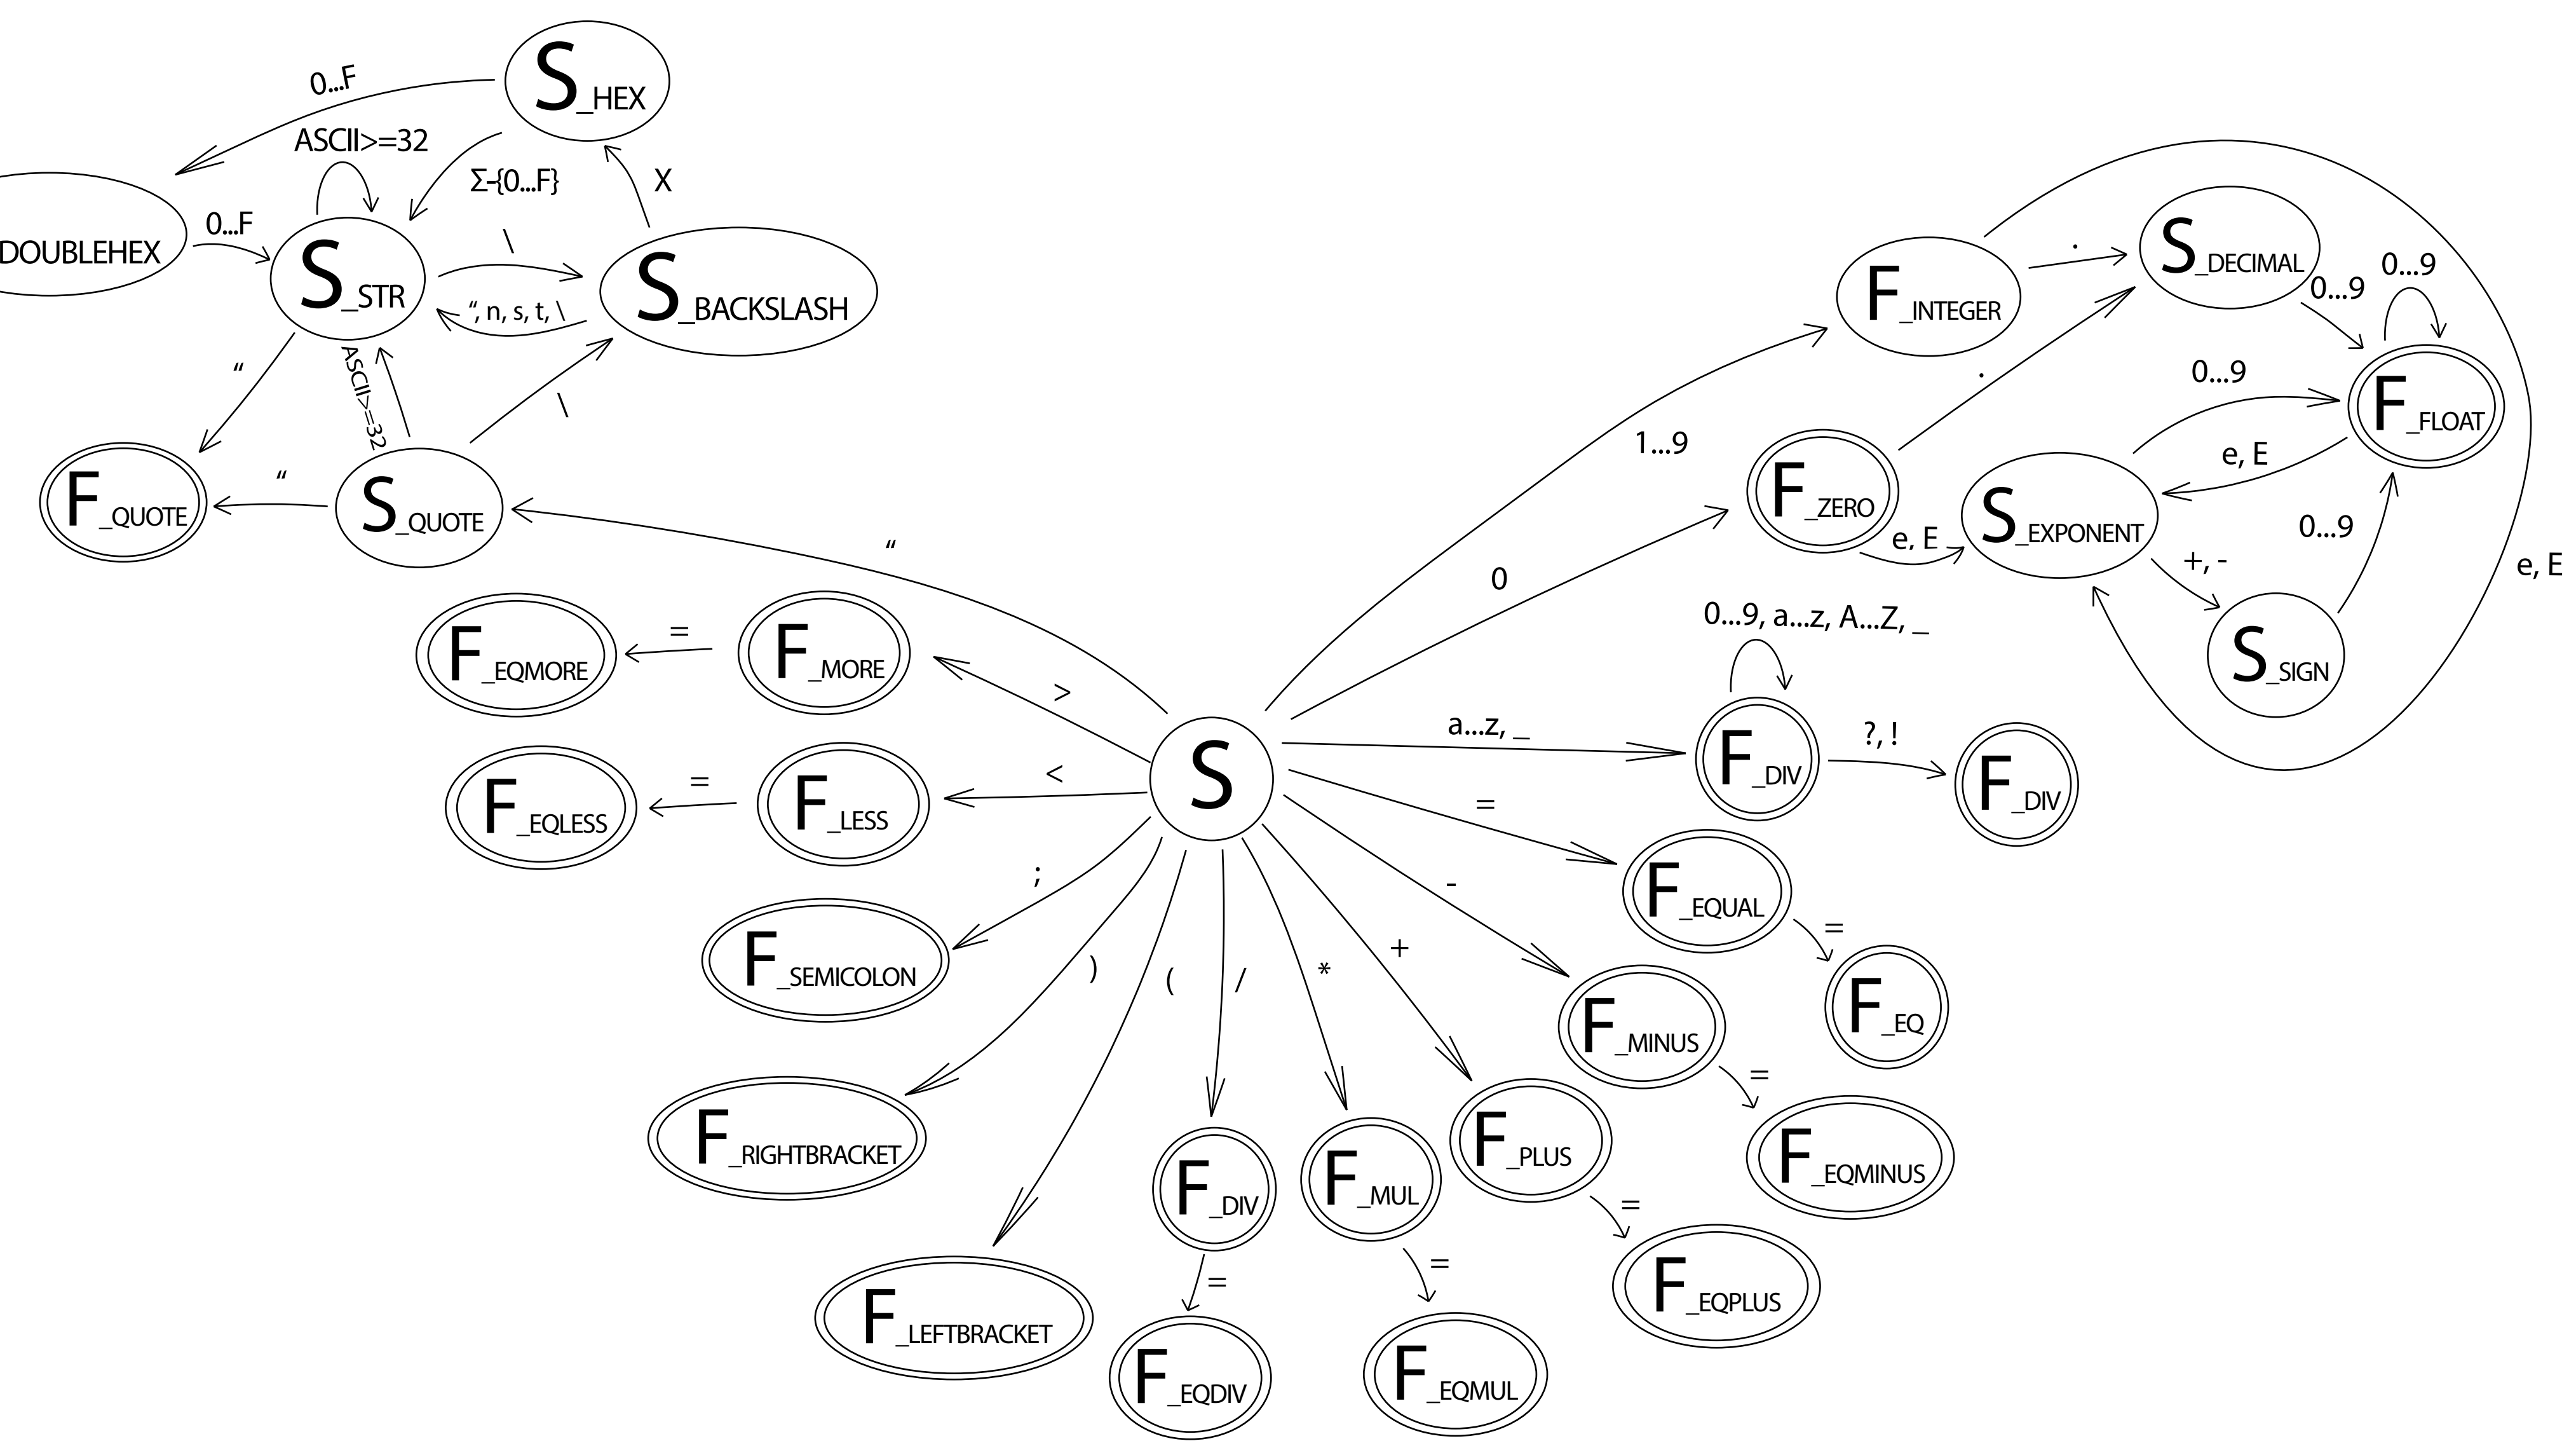 S_HEX
0...F
ASCII>=32
Σ-{0...F}
X
DOUBLEHEX
0...F
S_STR
\
S_BACKSLASH
“, n, s, t, \
“
ASCII>=32
\
F_QUOTE
“
S_QUOTE
“
F_INTEGER
.
S_DECIMAL
0...9
0...9
1...9
.
0...9
F_FLOAT
F_ZERO
e, E
e, E
S_EXPONENT
0...9
+, -
e, E
0
S_SIGN
F_EQMORE
=
F_MORE
>
0...9, a...z, A...Z, _
S
a...z, _
F_DIV
?, !
F_DIV
F_EQLESS
=
F_LESS
<
=
F_EQUAL
=
F_EQ
;
F_SEMICOLON
-
F_MINUS
=
F_EQMINUS
)
F_RIGHTBRACKET
(
F_LEFTBRACKET
/
F_DIV
=
F_EQDIV
*
F_MUL
=
F_EQMUL
+
F_PLUS
=
F_EQPLUS